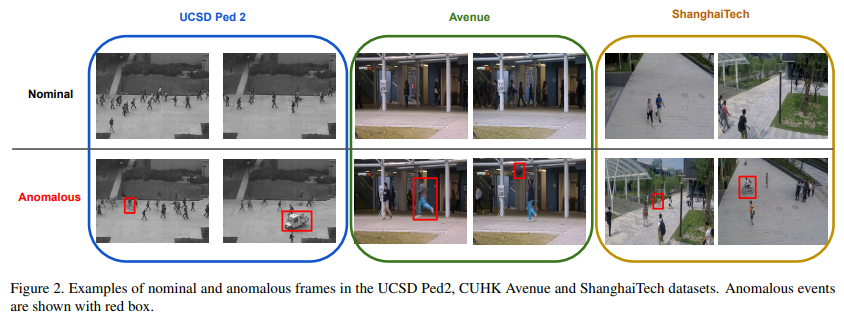 UCSD Ped 2
Avenue
ShanghaiTech
Nominal
Anomalous
Figure 2. Examples of nominal and anomalous frames in the UCSD Ped2, CUHK Avenue and ShanghaiTech datasets. Anomalous events
are shown with red box.